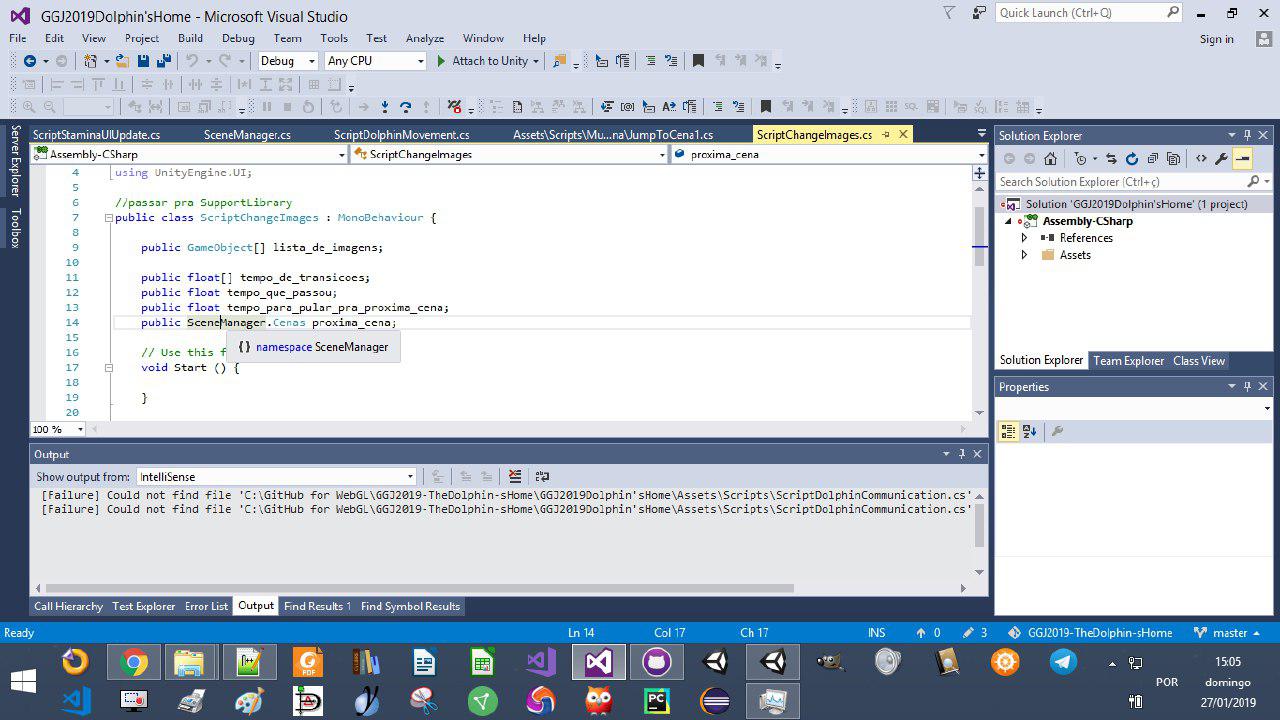 GGJ2019Dolphin'sHome - Microsoft Visual Studio
Quick Launch (Ctrl+Q)
File Edit View Project Build Debug Team Tools Test Analyze Window Help
Sign in
Debug Any CPU Attach to Unity
Server Explorer
Toolbox
ScriptStaminaUIUpdate.cs SceneManager.cs ScriptDolphinMovement.cs Assets\Scripts\Mu...na\JumpToCena1.cs ScriptChangeImages.cs
Assembly-CSharp ScriptChangeImages proxima_cena
4 using UnityEngine.UI;
5
6 //passar pra SupportLibrary
7 public class ScriptChangeImages : MonoBehaviour {
8
9 public GameObject[] lista_de_imagens;
10
11 public float[] tempo_de_transicoes;
12 public float tempo_que_passou;
13 public float tempo_para_pular_pra_proxima_cena;
14 public SceneManager.Cenas proxima_cena;
15
{} namespace SceneManager
16 // Use this f
17 void Start () {
18
19 }
20
100 %
Solution Explorer
Search Solution Explorer (Ctrl+ç)
Solution 'GGJ2019Dolphin'sHome' (1 project)
Assembly-CSharp
References
Assets
Solution Explorer Team Explorer Class View
Properties
Output
Show output from: IntelliSense
[Failure] Could not find file 'C:\GitHub for WebGL\GGJ2019-TheDolphin-sHome\GGJ2019Dolphin'sHome\Assets\Scripts\ScriptDolphinCommunication.cs'
[Failure] Could not find file 'C:\GitHub for WebGL\GGJ2019-TheDolphin-sHome\GGJ2019Dolphin'sHome\Assets\Scripts\ScriptDolphinCommunication.cs'
Call Hierarchy Test Explorer Error List Output Find Results 1 Find Symbol Results
Ready Ln 14 Col 17 Ch 17 INS 0 3 GGJ2019-TheDolphin-sHome master
POR
15:05
domingo
27/01/2019